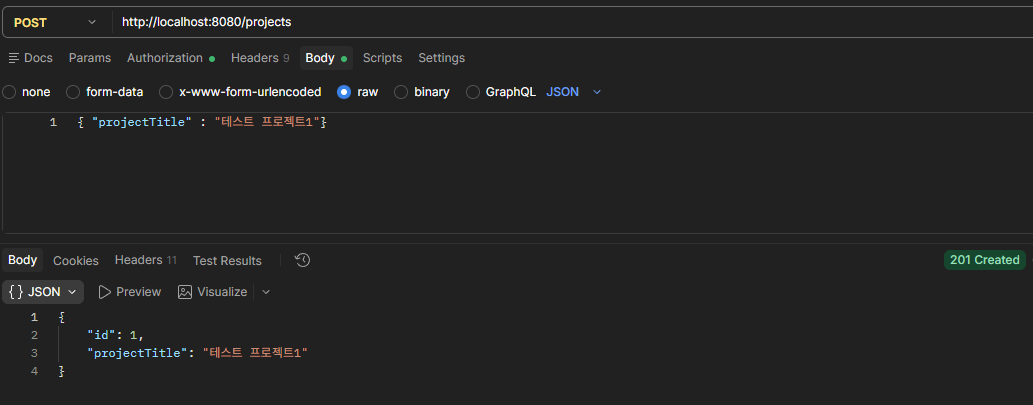 POST http://localhost:8080/projects
Docs Params Authorization Headers 9 Body Scripts Settings
none form-data x-www-form-urlencoded raw binary GraphQL JSON
1 { "projectTitle" : "테스트 프로젝트1"}
Body Cookies Headers 11 Test Results 201 Created
{} JSON Preview Visualize
1 {
2 "id": 1,
3 "projectTitle": "테스트 프로젝트1"
4 }